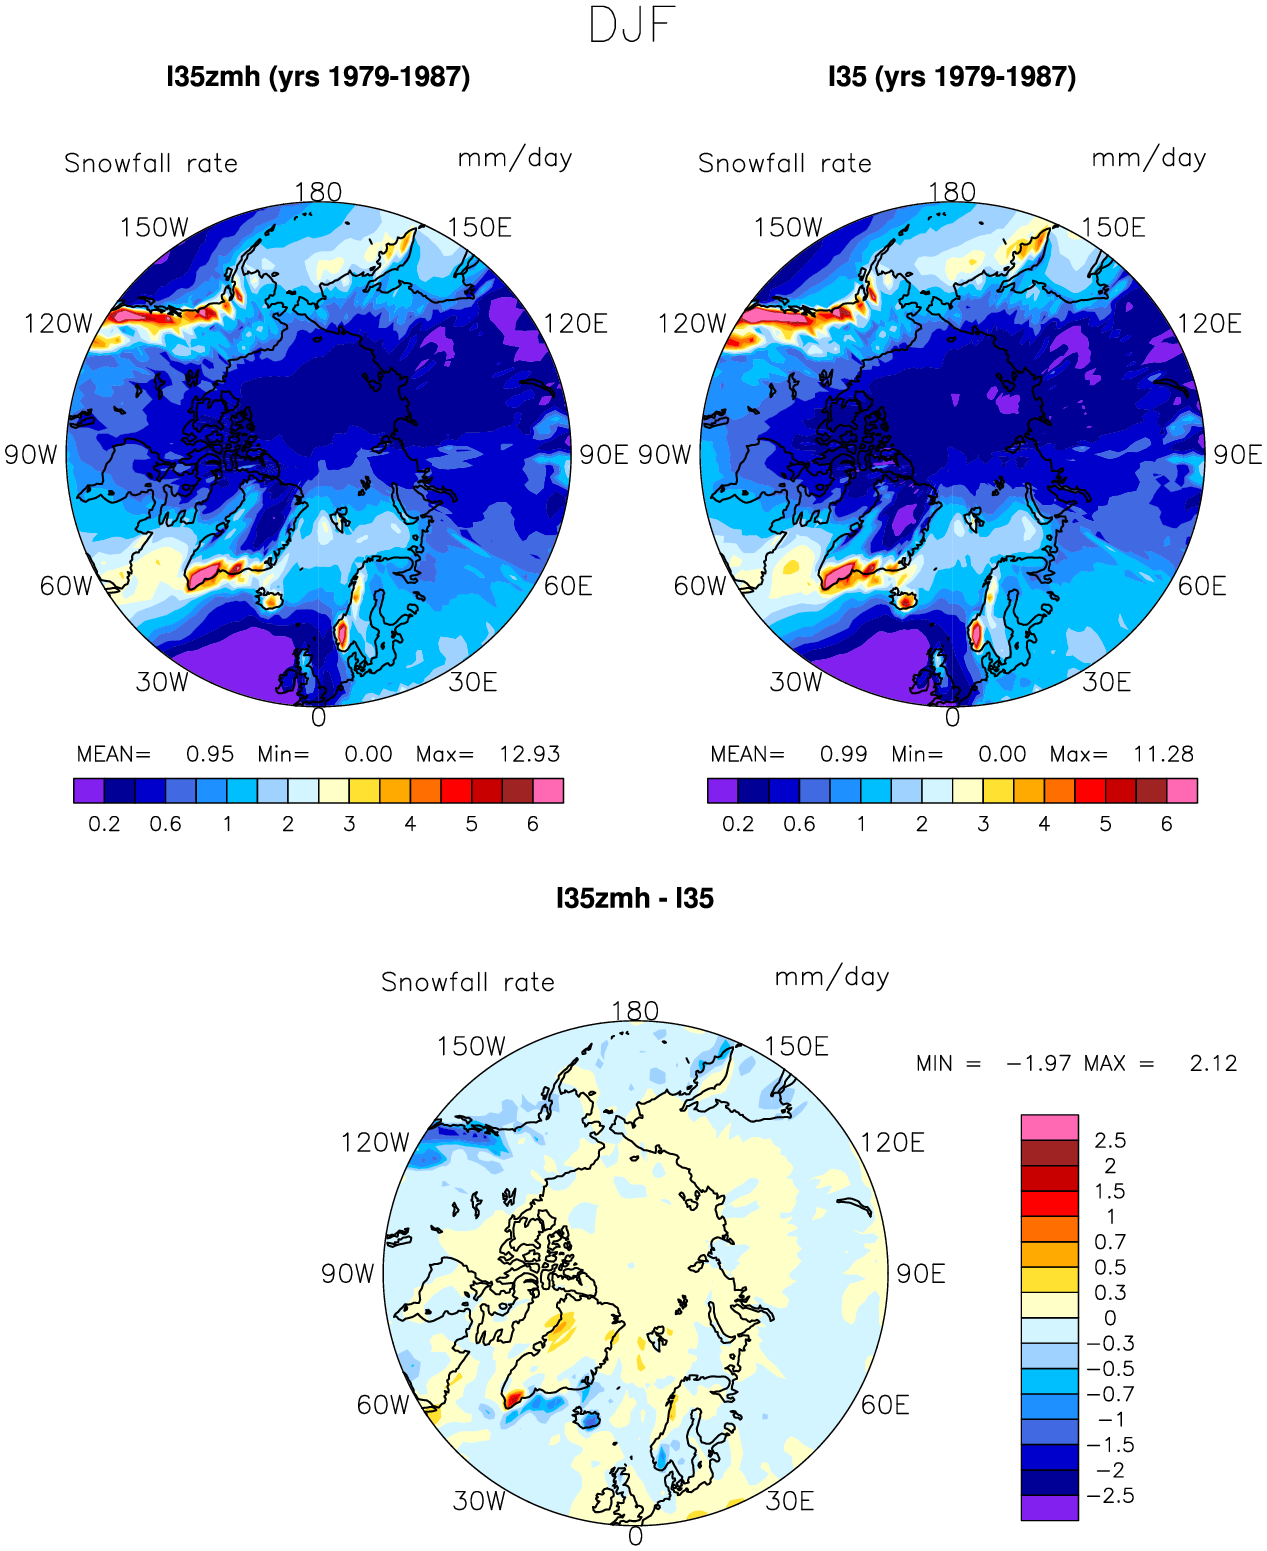 DJF
I35zmh (yrs 1979-1987)
I35 (yrs 1979-1987)
Snowfall rate mm/day
180
150W 150E
120W 120E
90W 90E
60W 60E
30W 30E
0
MEAN= 0.95 Min= 0.00 Max= 12.93
0.2 0.6 1 2 3 4 5 6
Snowfall rate mm/day
180
150W 150E
120W 120E
90W 90E
60W 60E
30W 30E
0
MEAN= 0.99 Min= 0.00 Max= 11.28
0.2 0.6 1 2 3 4 5 6
I35zmh - I35
Snowfall rate mm/day
180
150W 150E
120W 120E
90W 90E
60W 60E
30W 30E
0
MIN = −1.97 MAX = 2.12
2.5
2
1.5
1
0.7
0.5
0.3
0
−0.3
−0.5
−0.7
−1
−1.5
−2
−2.5